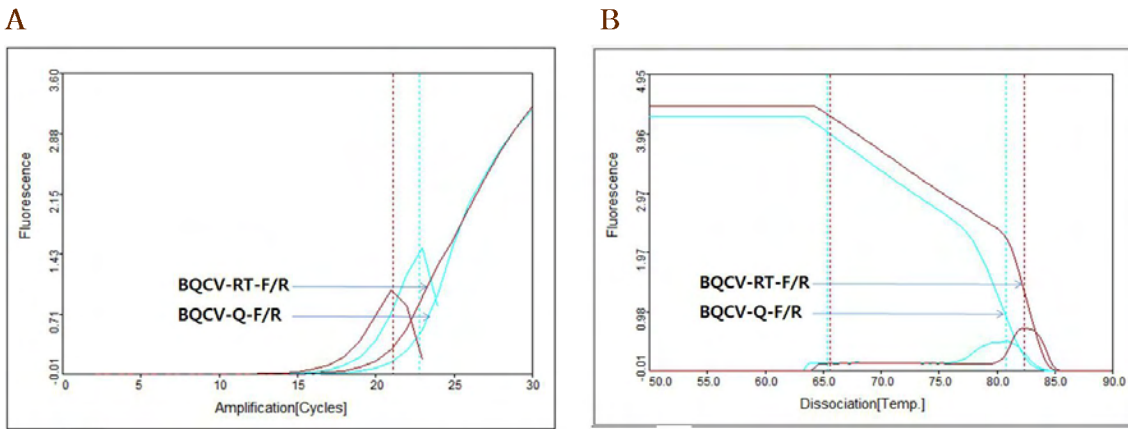 A
B
3.60
2.88
2.15
1.43
0.71
-0.01
Fluorescence
BQCV-RT-F/R
BQCV-Q-F/R
0 5 10 15 20 25 30
Amplification[Cycles]
4.95
3.96
2.97
1.97
0.98
-0.01
Fluorescence
BQCV-RT-F/R
BQCV-Q-F/R
50.0 55.0 60.0 65.0 70.0 75.0 80.0 85.0 90.0
Dissociation[Temp.]